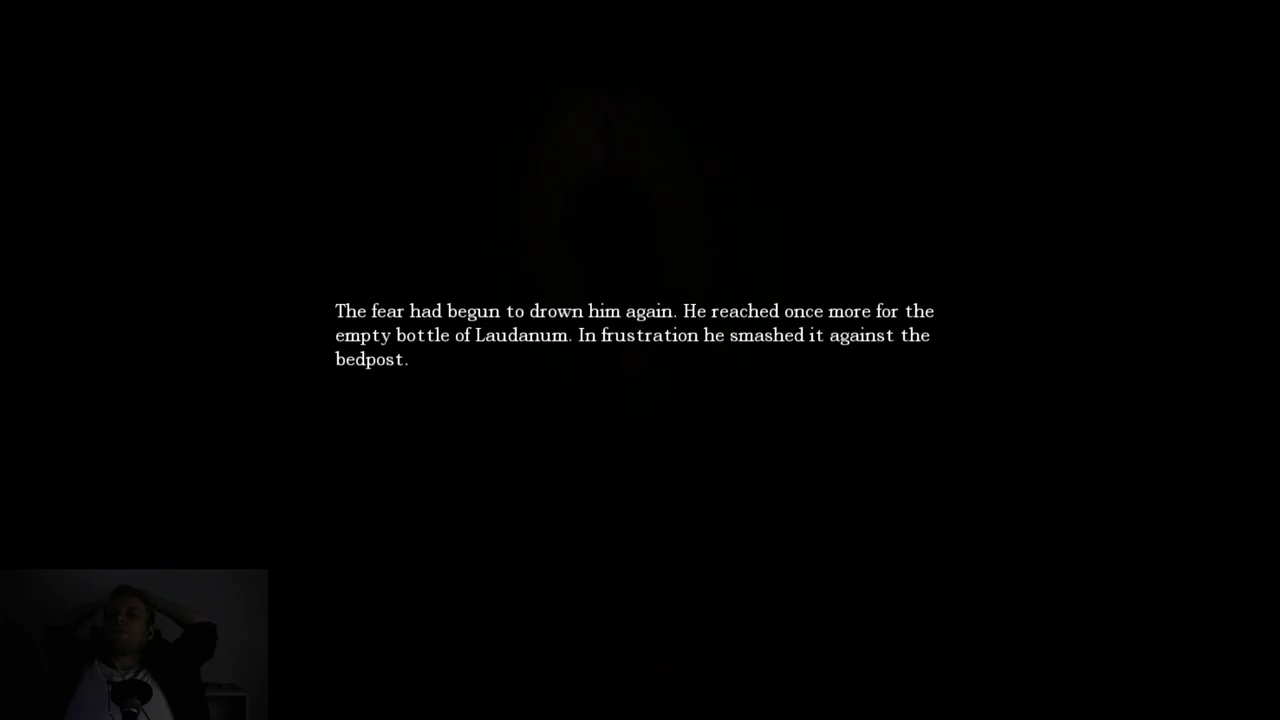 The fear had begun to drown him again. He reached once more for the
empty bottle of Laudanum. In frustration he smashed it against the
bedpost.